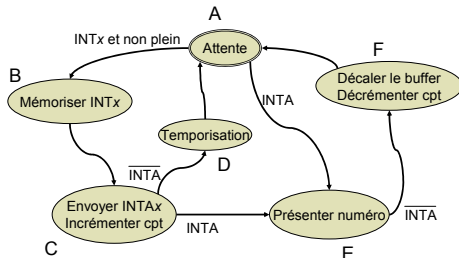 A
INTx et non plein
Attente
F
B
Mémoriser INTx
INTA
Décaler le buffer
Décrémenter cpt
Temporisation
D
INTA
Envoyer INTAx
Incrémenter cpt
INTA
Présenter numéro
INTA
C
E